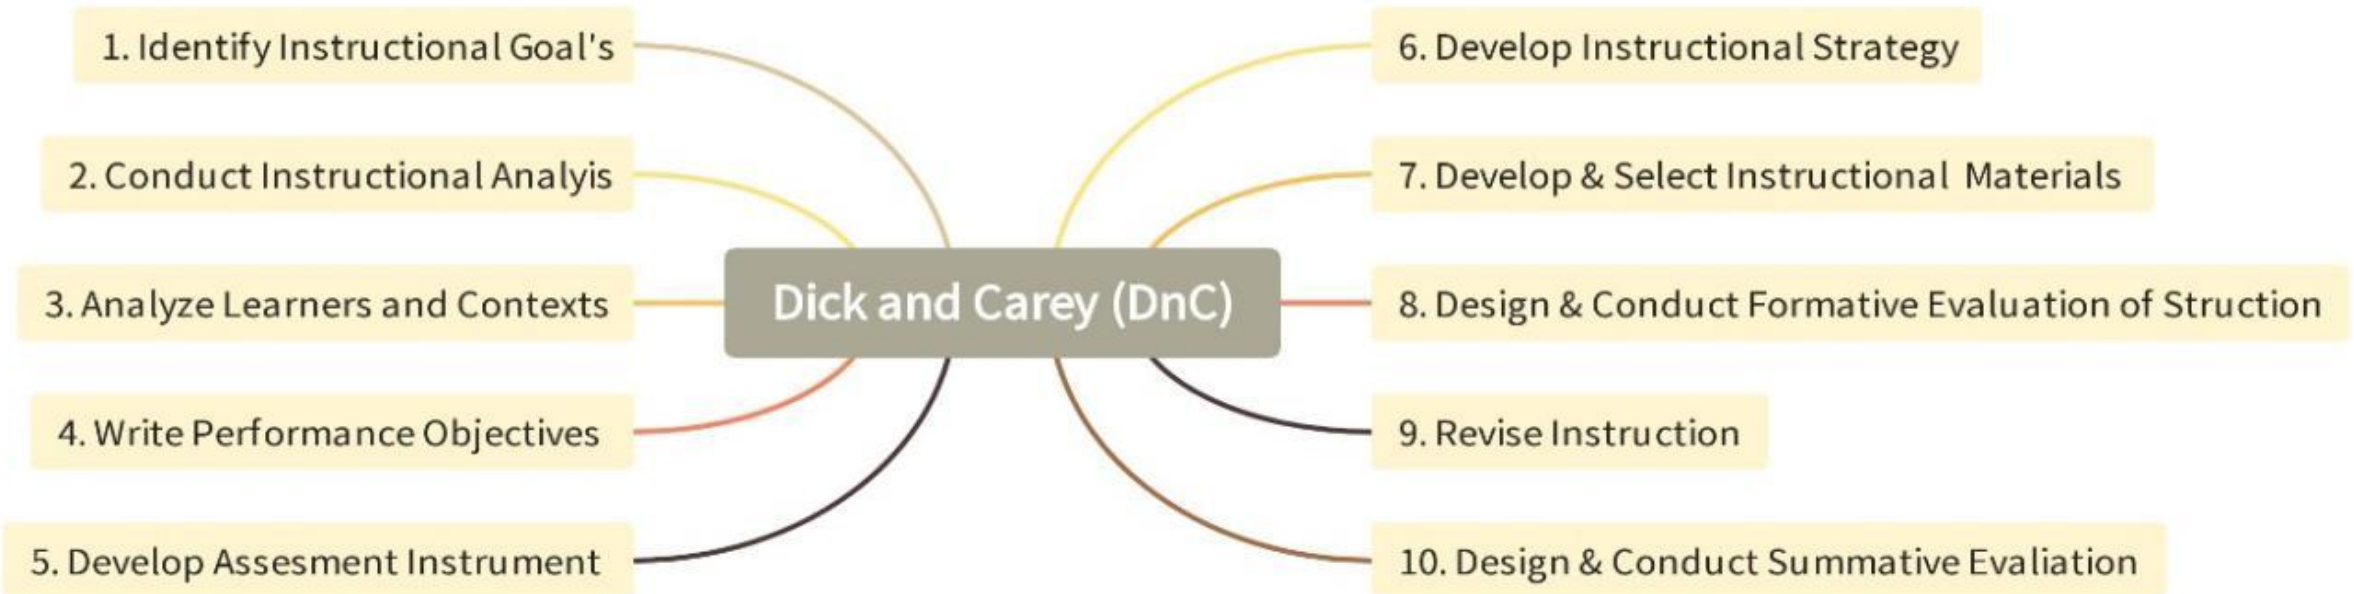 1. Identify Instructional Goal's
2. Conduct Instructional Analyis
3. Analyze Learners and Contexts
4. Write Performance Objectives
5. Develop Assesment Instrument
Dick and Carey (DnC)
6. Develop Instructional Strategy
7. Develop & Select Instructional Materials
8. Design & Conduct Formative Evaluation of Struction
9. Revise Instruction
10. Design & Conduct Summative Evaliation